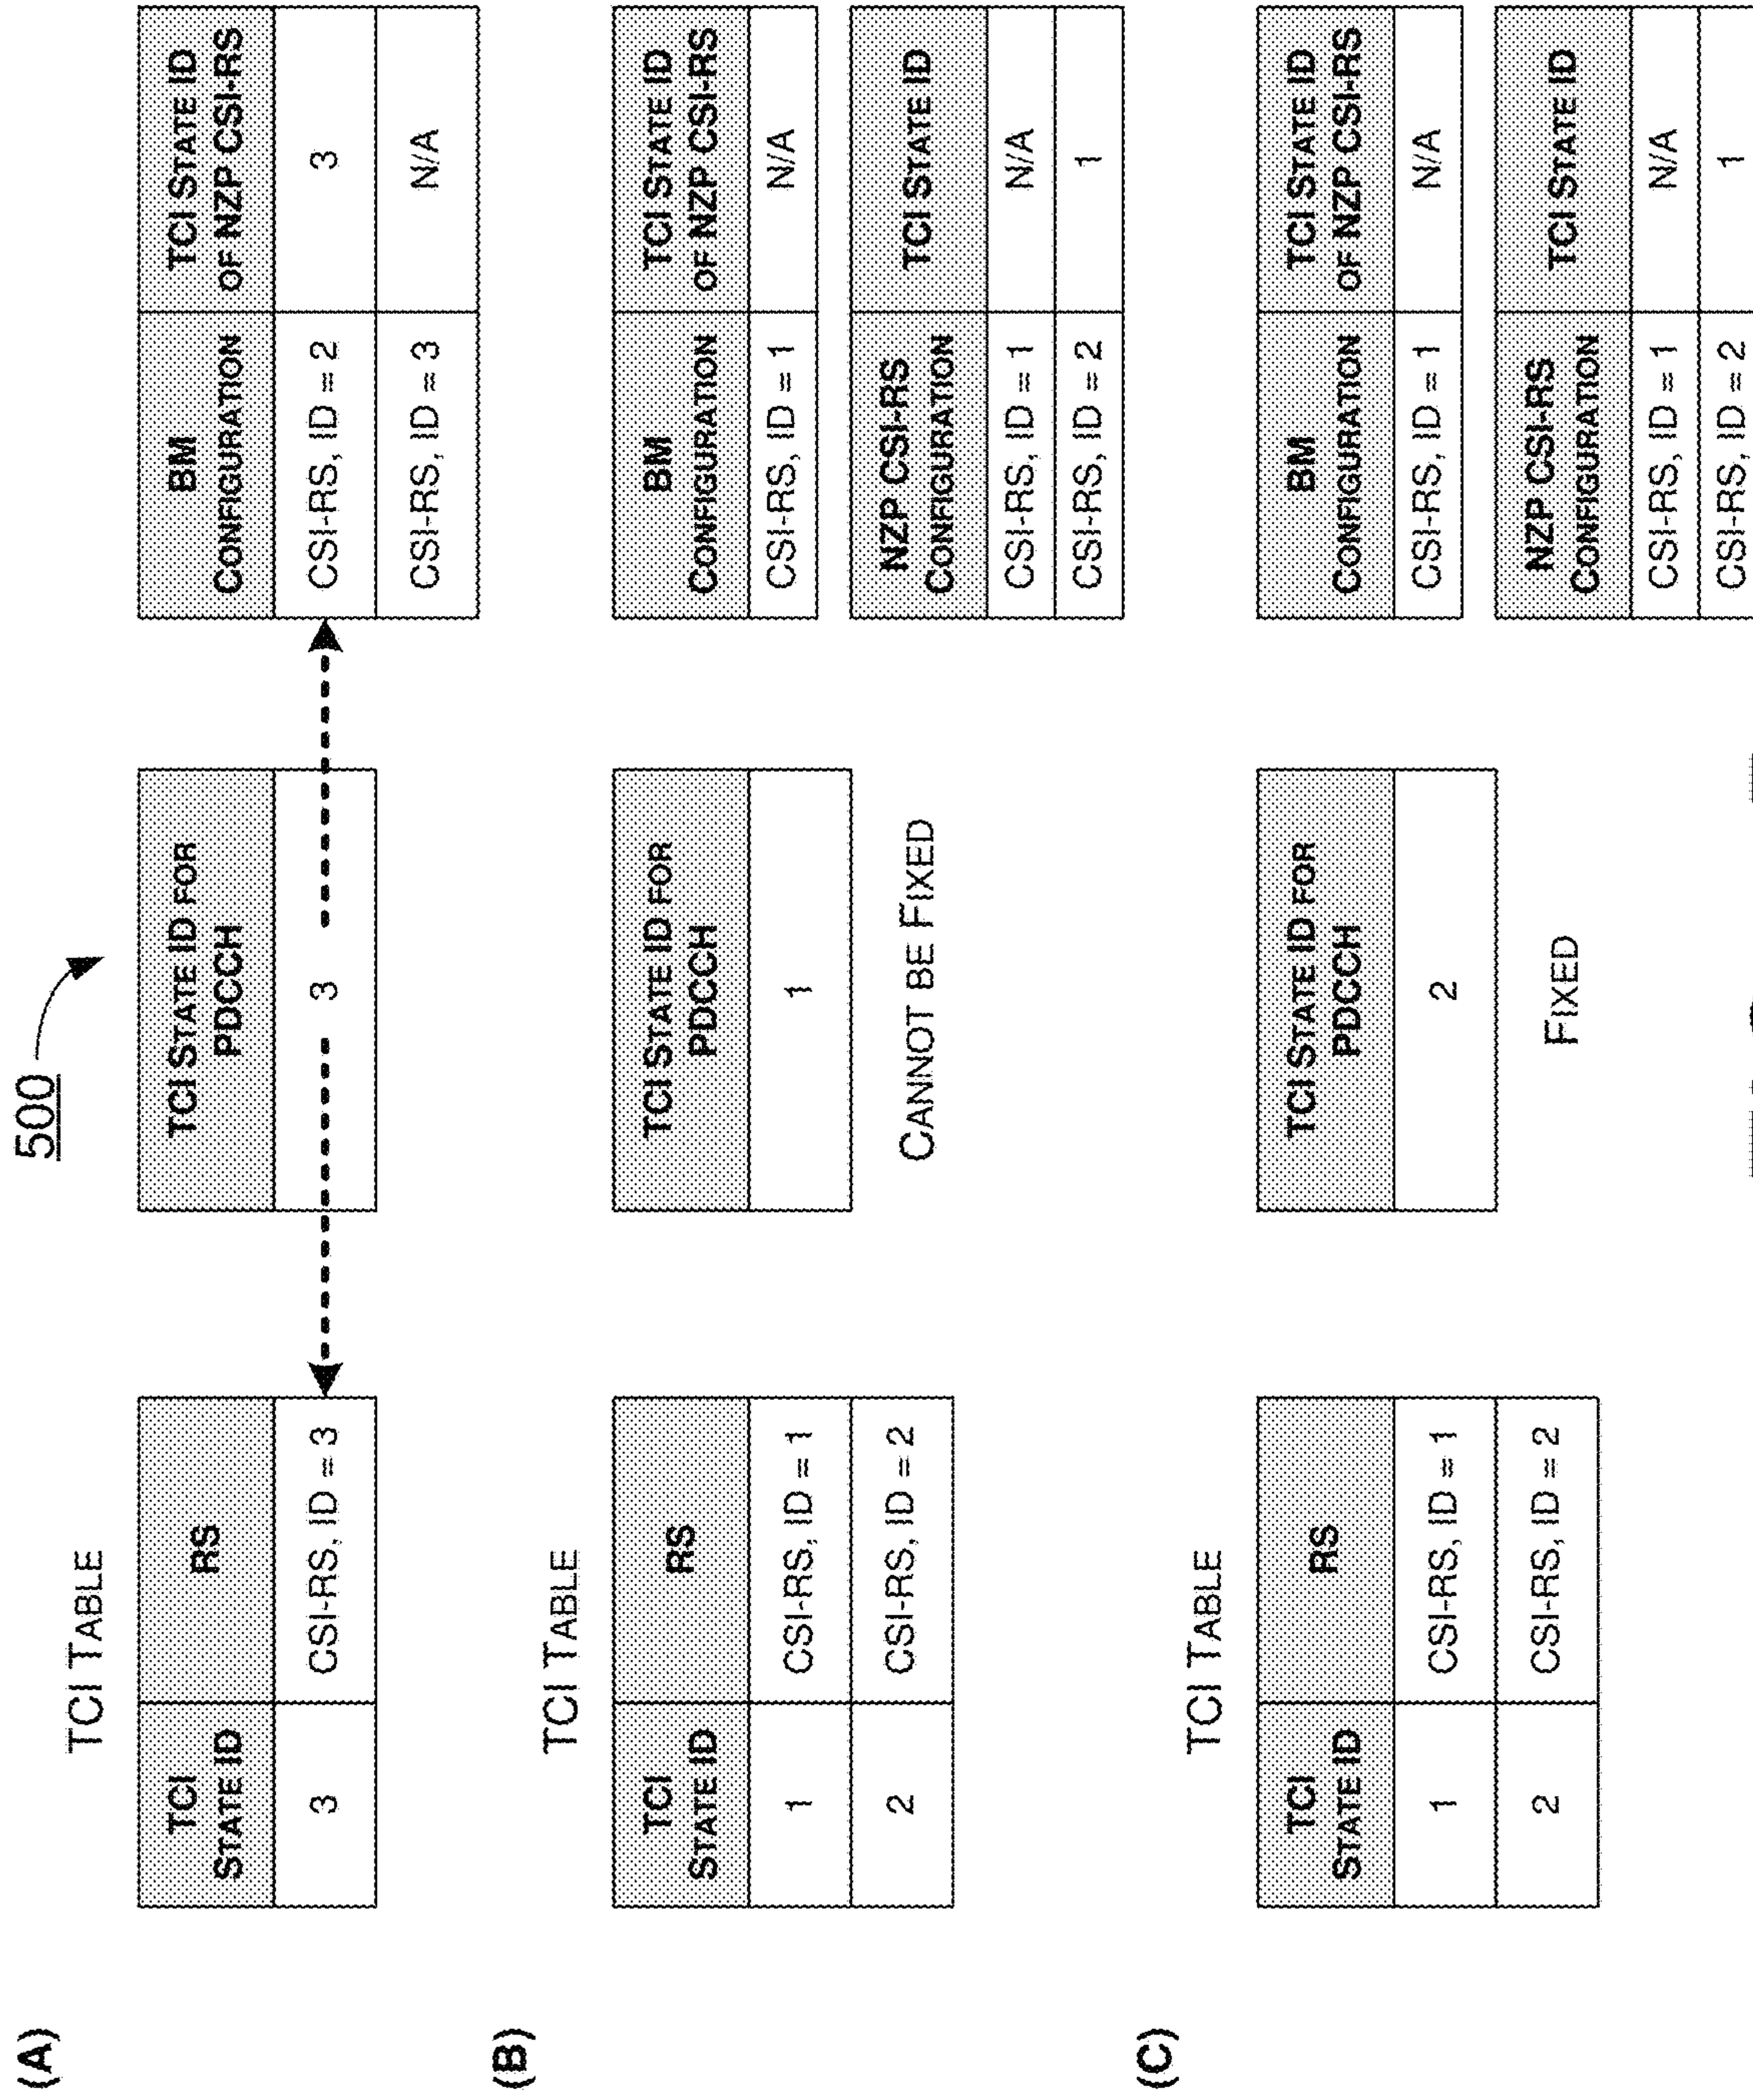 500
(A)
TCI TABLE
TCI
STATE ID
RS
3
CSI-RS, ID = 3
TCI STATE ID FOR
PDCCH
3
BM
CONFIGURATION
TCI STATE ID
OF NZP CSI-RS
CSI-RS, ID = 2
3
CSI-RS, ID = 3
N/A
(B)
TCI TABLE
TCI
STATE ID
RS
1
CSI-RS, ID = 1
2
CSI-RS, ID = 2
TCI STATE ID FOR
PDCCH
1
CANNOT BE FIXED
BM
CONFIGURATION
TCI STATE ID
OF NZP CSI-RS
CSI-RS, ID = 1
N/A
NZP CSI-RS
CONFIGURATION
TCI STATE ID
CSI-RS, ID = 1
N/A
CSI-RS, ID = 2
1
(C)
TCI TABLE
TCI
STATE ID
RS
1
CSI-RS, ID = 1
2
CSI-RS, ID = 2
TCI STATE ID FOR
PDCCH
2
FIXED
BM
CONFIGURATION
TCI STATE ID
OF NZP CSI-RS
CSI-RS, ID = 1
N/A
NZP CSI-RS
CONFIGURATION
TCI STATE ID
CSI-RS, ID = 1
N/A
CSI-RS, ID = 2
1